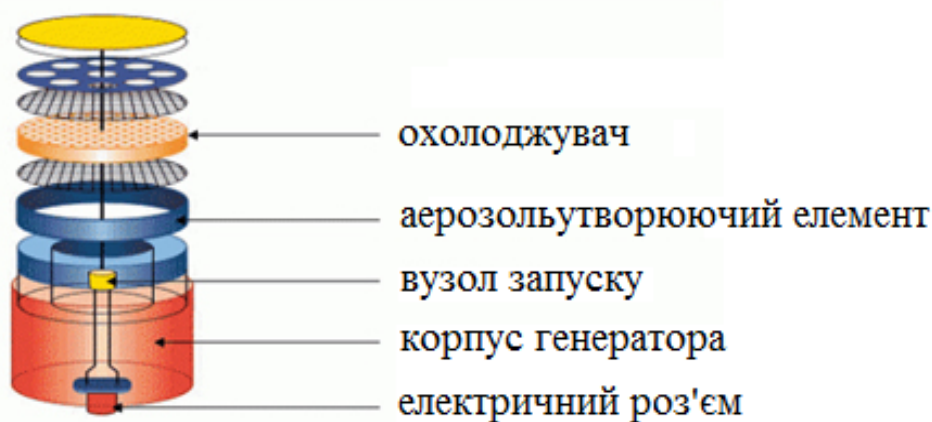 охолоджувач
аерозольутворюючий елемент
вузол запуску
корпус генератора
електричний роз'єм